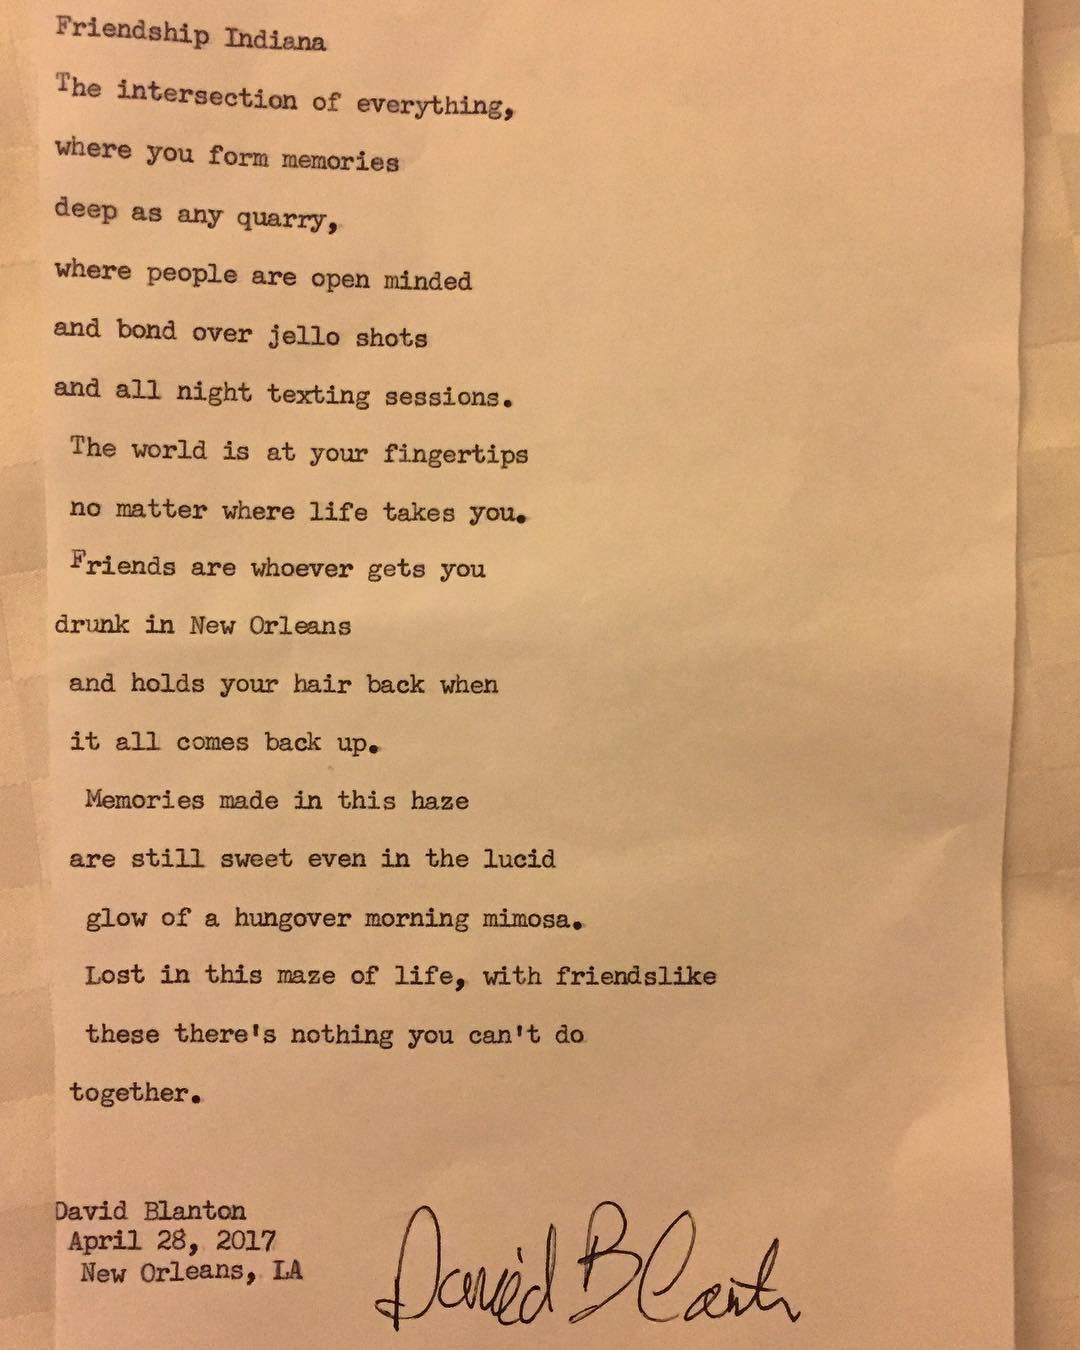 Friendship Indiana
The intersection of everything,
where you form memories
deep as any quarry,
where people are open minded
and bond over jello shots
and all night texting sessions.
The world is at your fingertips
no matter where life takes you.
Friends are whoever gets you
drunk in New Orleans
and holds your hair back when
it all comes back up.
Memories made in this haze
are still sweet even in the lucid
glow of a hungover morning mimosa.
Lost in this maze of life, with friendslike
these there's nothing you can't do
together.
David Blanton
April 28, 2017
New Orleans, LA
David Blanton